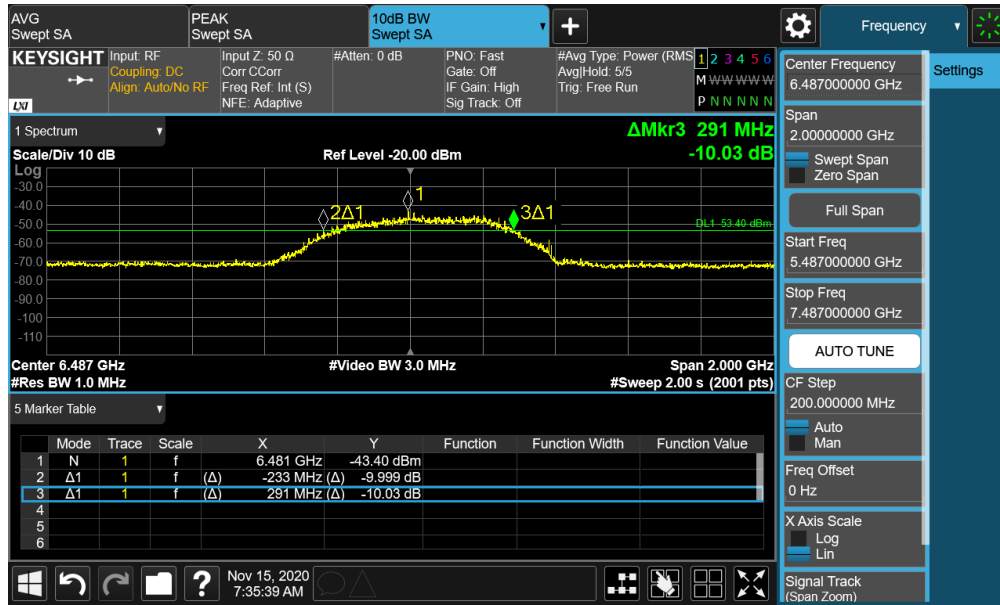 AVG
Swept SA
PEAK
Swept SA
10dB BW
Swept SA
▼
+
Frequency ▼
KEYSIGHT
LXI
Input: RF
Coupling: DC
Align: Auto/No RF
Input Z: 50 Ω
Corr CCorr
Freq Ref: Int (S)
NFE: Adaptive
#Atten: 0 dB
PNO: Fast
Gate: Off
IF Gain: High
Sig Track: Off
#Avg Type: Power (RMS
Avg|Hold: 5/5
Trig: Free Run
1 2 3 4 5 6
M W W W W W
P N N N N N
1 Spectrum ▼
ΔMkr3 291 MHz
-10.03 dB
Scale/Div 10 dB
Ref Level -20.00 dBm
Log
-30.0
-40.0
-50.0
-60.0
-70.0
-80.0
-90.0
-100
-110
1
2Δ1
3Δ1
DL1 -53.40 dBm
Center 6.487 GHz
#Video BW 3.0 MHz
Span 2.000 GHz
#Res BW 1.0 MHz
#Sweep 2.00 s (2001 pts)
5 Marker Table ▼
Mode Trace Scale X Y Function Function Width Function Value
1 N 1 f 6.481 GHz -43.40 dBm
2 Δ1 1 f (Δ) -233 MHz (Δ) -9.999 dB
3 Δ1 1 f (Δ) 291 MHz (Δ) -10.03 dB
4
5
6
?
Nov 15, 2020
7:35:39 AM
Center Frequency
6.487000000 GHz
Span
2.00000000 GHz
Swept Span
Zero Span
Full Span
Start Freq
5.487000000 GHz
Stop Freq
7.487000000 GHz
AUTO TUNE
CF Step
200.000000 MHz
Auto
Man
Freq Offset
0 Hz
X Axis Scale
Log
Lin
Signal Track
(Span Zoom)
Settings